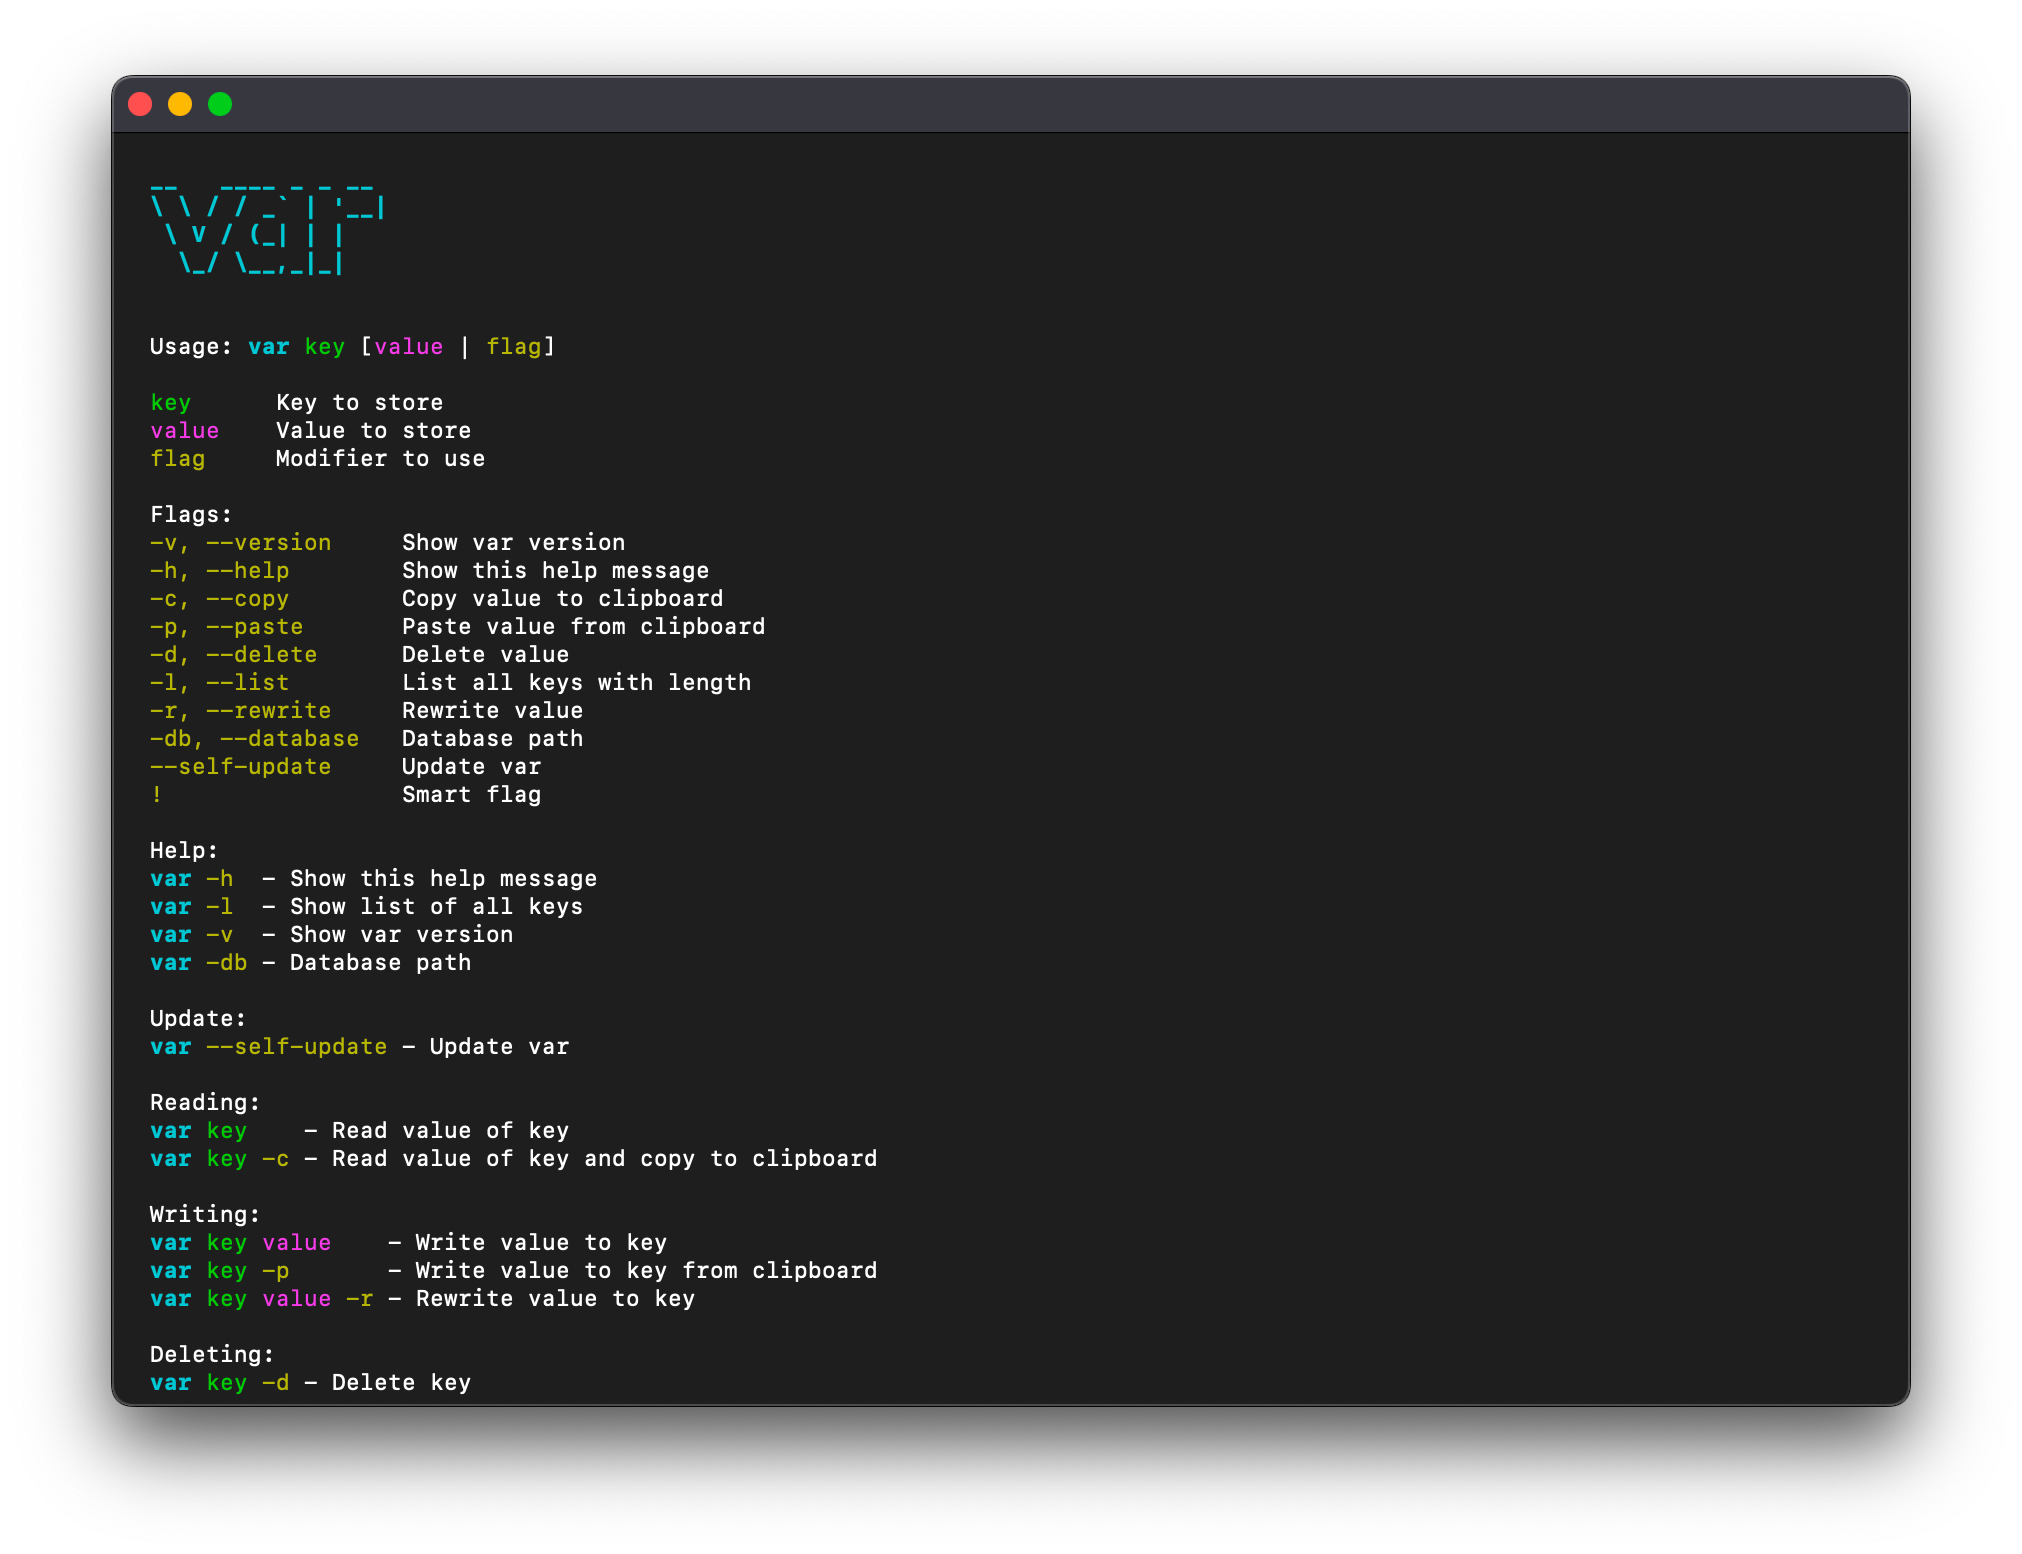 __   ____ _ _ __
\ \ / / _` | '__|
 \ V / (_| | |
  \_/ \__,_|_|
Usage: var key [value | flag]
key      Key to store
value    Value to store
flag     Modifier to use
Flags:
-v, --version     Show var version
-h, --help        Show this help message
-c, --copy        Copy value to clipboard
-p, --paste       Paste value from clipboard
-d, --delete      Delete value
-l, --list        List all keys with length
-r, --rewrite     Rewrite value
-db, --database   Database path
--self-update     Update var
!                 Smart flag
Help:
var -h  - Show this help message
var -l  - Show list of all keys
var -v  - Show var version
var -db - Database path
Update:
var --self-update - Update var
Reading:
var key    - Read value of key
var key -c - Read value of key and copy to clipboard
Writing:
var key value    - Write value to key
var key -p       - Write value to key from clipboard
var key value -r - Rewrite value to key
Deleting:
var key -d - Delete key